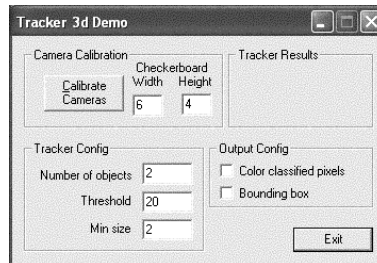 Tracker 3d Demo
Camera Calibration
Calibrate
Cameras
Checkerboard
Width Height
6 4
Tracker Results
Tracker Config
Number of objects 2
Threshold 20
Min size 2
Output Config
Color classified pixels
Bounding box
Exit